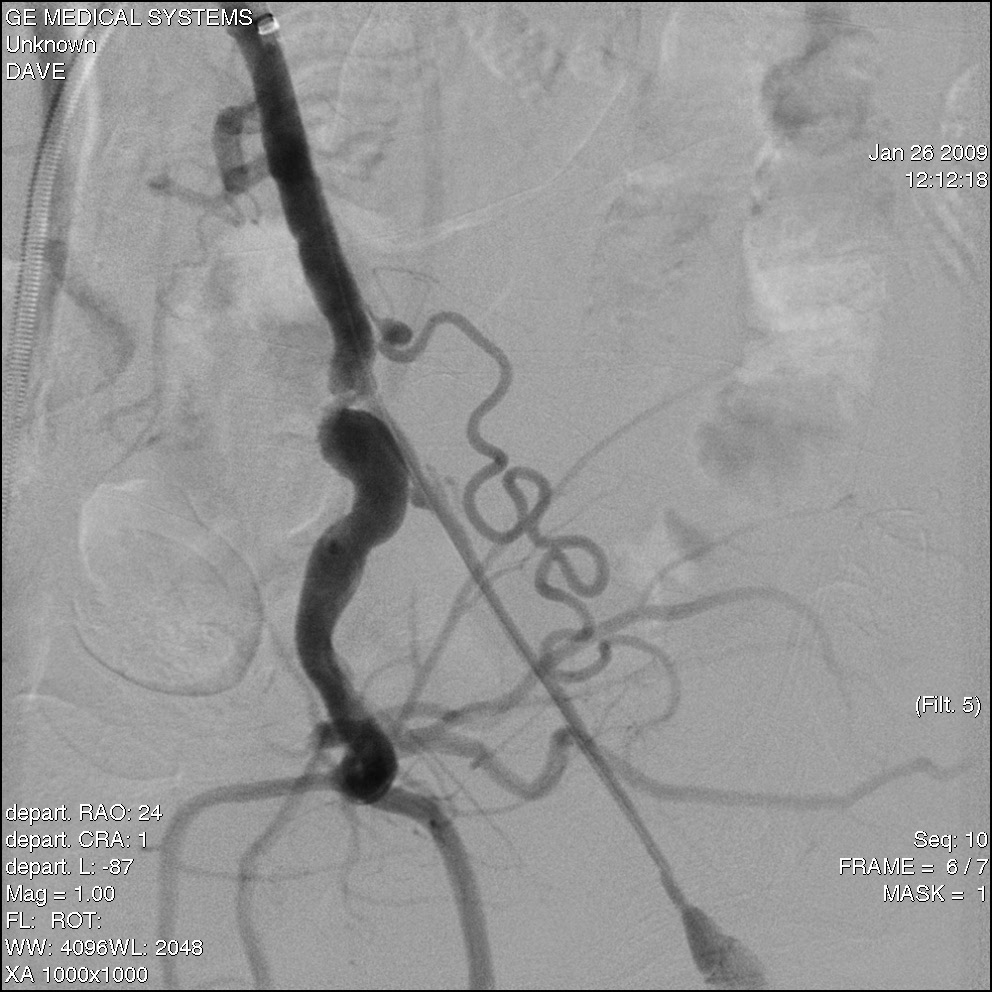 GE MEDICAL SYSTEMS
Unknown
DAVE
Jan 26 2009
12:12:18
(Filt. 5)
depart. RAO: 24
depart. CRA: 1
depart. L: -87
Mag = 1.00
FL:  ROT:
WW: 4096WL: 2048
XA 1000x1000
Seq: 10
FRAME = 6 / 7
MASK = 1